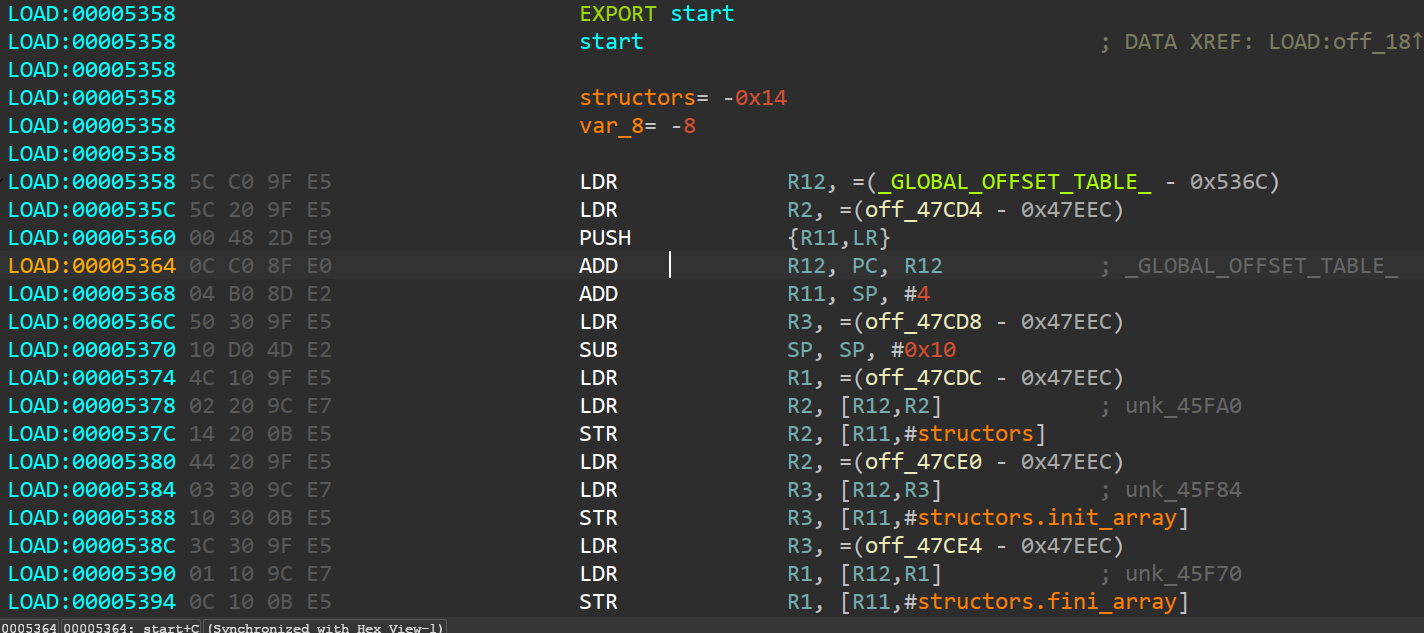 LOAD:00005358 EXPORT start
LOAD:00005358 start ; DATA XREF: LOAD:off_18↑
LOAD:00005358
LOAD:00005358 structors= -0x14
LOAD:00005358 var_8= -8
LOAD:00005358
LOAD:00005358 5C C0 9F E5 LDR R12, =(_GLOBAL_OFFSET_TABLE_ - 0x536C)
LOAD:0000535C 5C 20 9F E5 LDR R2, =(off_47CD4 - 0x47EEC)
LOAD:00005360 00 48 2D E9 PUSH {R11,LR}
LOAD:00005364 0C C0 8F E0 ADD R12, PC, R12 ; _GLOBAL_OFFSET_TABLE_
LOAD:00005368 04 B0 8D E2 ADD R11, SP, #4
LOAD:0000536C 50 30 9F E5 LDR R3, =(off_47CD8 - 0x47EEC)
LOAD:00005370 10 D0 4D E2 SUB SP, SP, #0x10
LOAD:00005374 4C 10 9F E5 LDR R1, =(off_47CDC - 0x47EEC)
LOAD:00005378 02 20 9C E7 LDR R2, [R12,R2] ; unk_45FA0
LOAD:0000537C 14 20 0B E5 STR R2, [R11,#structors]
LOAD:00005380 44 20 9F E5 LDR R2, =(off_47CE0 - 0x47EEC)
LOAD:00005384 03 30 9C E7 LDR R3, [R12,R3] ; unk_45F84
LOAD:00005388 10 30 0B E5 STR R3, [R11,#structors.init_array]
LOAD:0000538C 3C 30 9F E5 LDR R3, =(off_47CE4 - 0x47EEC)
LOAD:00005390 01 10 9C E7 LDR R1, [R12,R1] ; unk_45F70
LOAD:00005394 0C 10 0B E5 STR R1, [R11,#structors.fini_array]
0005364 00005364: start+C (Synchronized with Hex View-1)